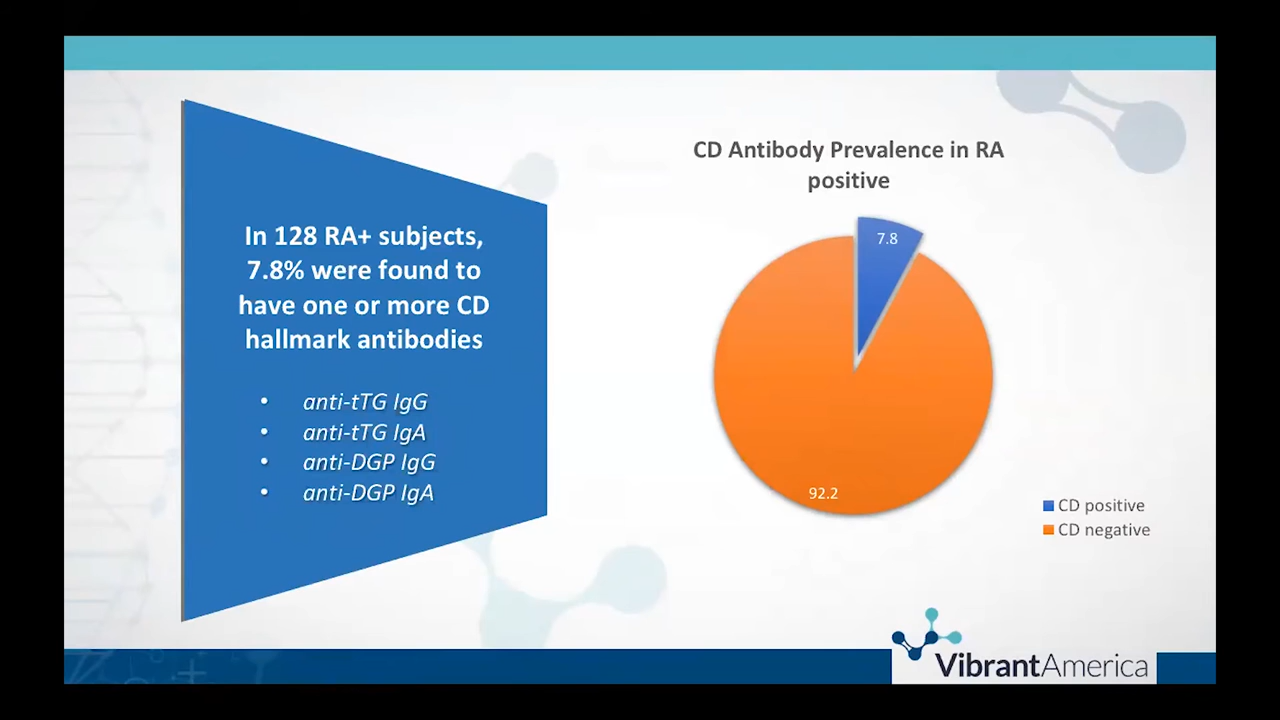 In 128 RA+ subjects,
7.8% were found to
have one or more CD
hallmark antibodies
• anti-tTG IgG
• anti-tTG IgA
• anti-DGP IgG
• anti-DGP IgA
CD Antibody Prevalence in RA
positive
7.8
92.2
CD positive
CD negative
VibrantAmerica